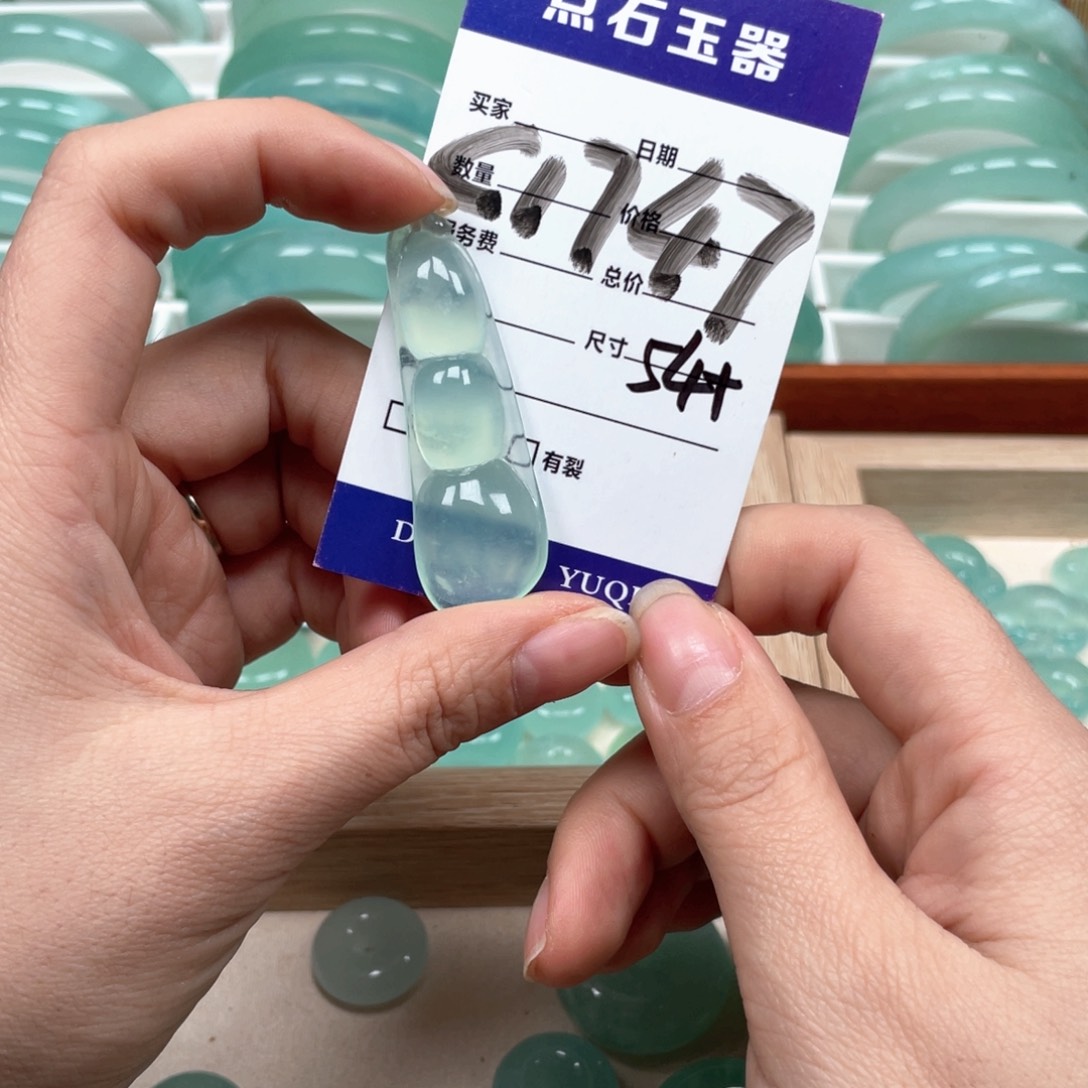 点石玉器
买家 日期
数量 价格
服务费 总价
尺寸 54+
有裂
YUQI